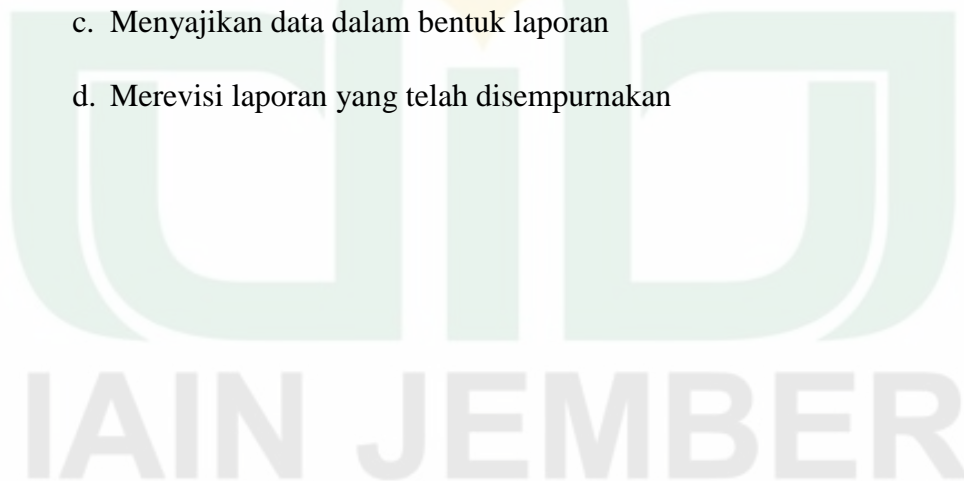 c. Menyajikan data dalam bentuk laporan
d. Merevisi laporan yang telah disempurnakan
IAIN JEMBER